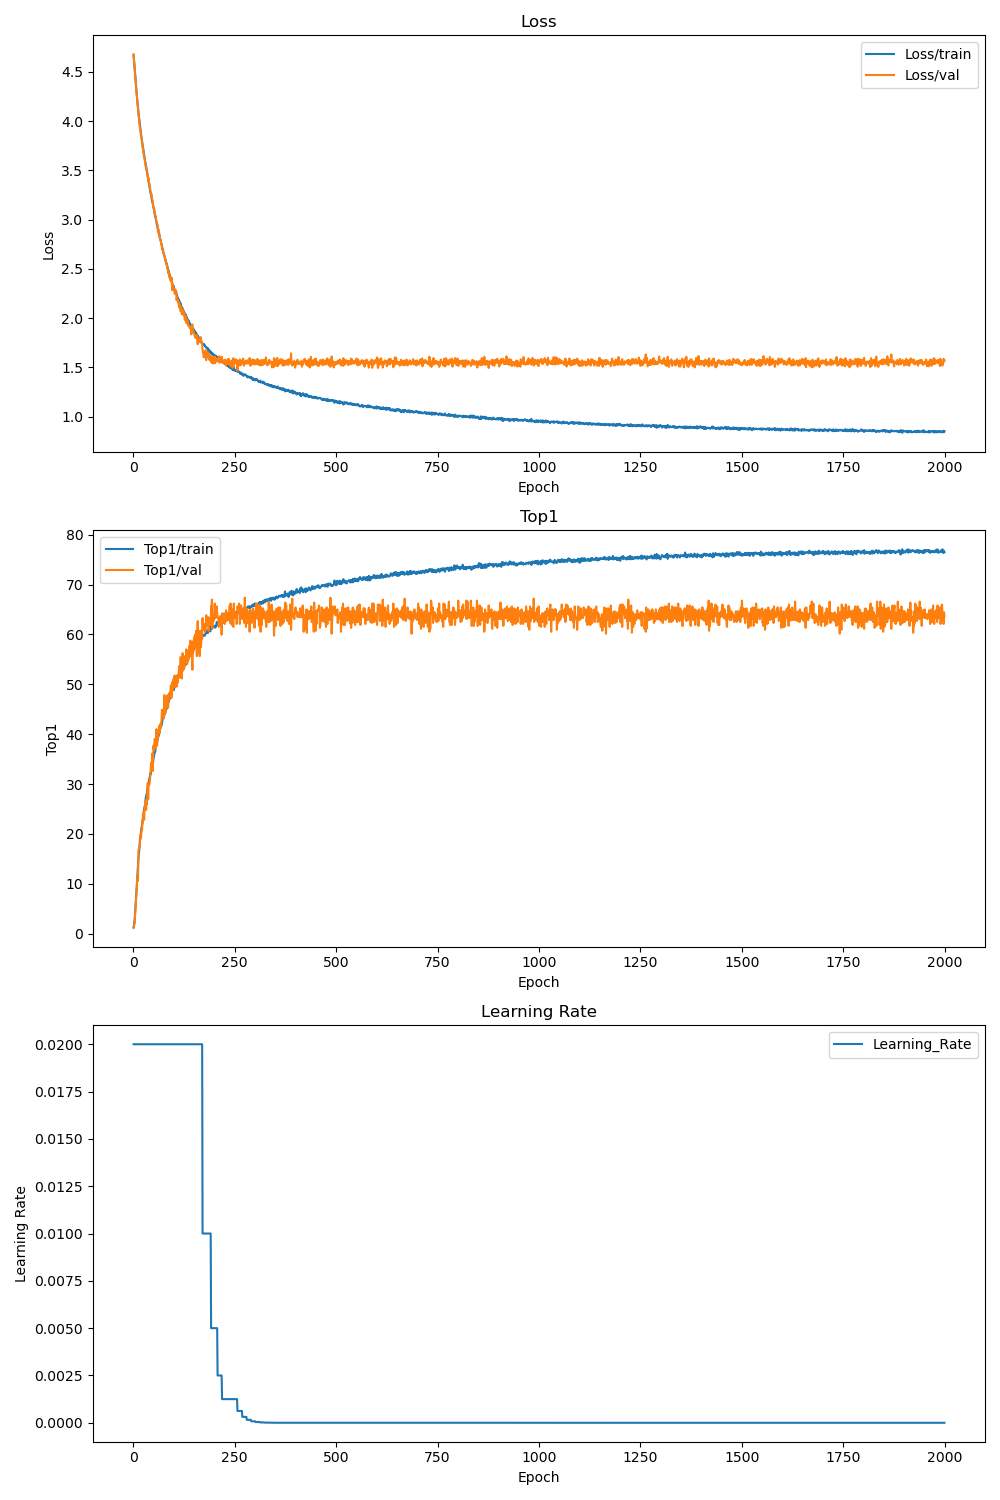 Loss
Loss/train
Loss/val
4.5
4.0
3.5
3.0
2.5
2.0
1.5
1.0
Loss
0 250 500 750 1000 1250 1500 1750 2000
Epoch
Top1
Top1/train
Top1/val
80
70
60
50
40
30
20
10
0
Top1
0 250 500 750 1000 1250 1500 1750 2000
Epoch
Learning Rate
Learning_Rate
0.0200
0.0175
0.0150
0.0125
0.0100
0.0075
0.0050
0.0025
0.0000
Learning Rate
0 250 500 750 1000 1250 1500 1750 2000
Epoch